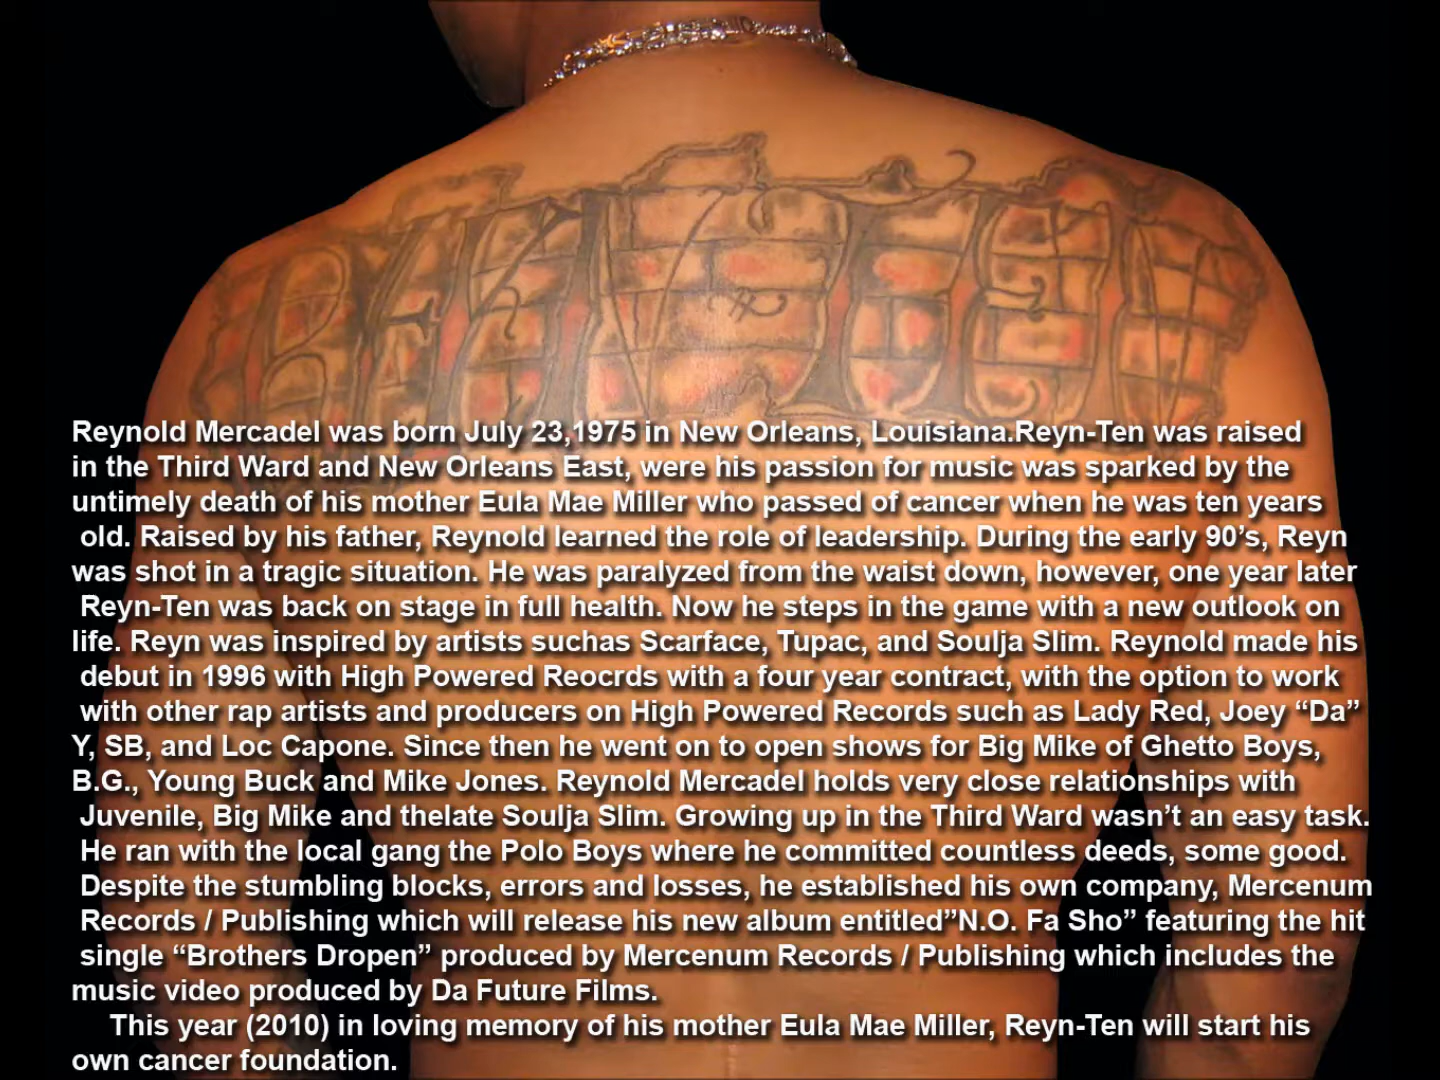 Reynold Mercadel was born July 23,1975 in New Orleans, Louisiana.Reyn-Ten was raised
in the Third Ward and New Orleans East, were his passion for music was sparked by the
untimely death of his mother Eula Mae Miller who passed of cancer when he was ten years
old. Raised by his father, Reynold learned the role of leadership. During the early 90’s, Reyn
was shot in a tragic situation. He was paralyzed from the waist down, however, one year later
Reyn-Ten was back on stage in full health. Now he steps in the game with a new outlook on
life. Reyn was inspired by artists suchas Scarface, Tupac, and Soulja Slim. Reynold made his
debut in 1996 with High Powered Reocrds with a four year contract, with the option to work
with other rap artists and producers on High Powered Records such as Lady Red, Joey “Da”
Y, SB, and Loc Capone. Since then he went on to open shows for Big Mike of Ghetto Boys,
B.G., Young Buck and Mike Jones. Reynold Mercadel holds very close relationships with
Juvenile, Big Mike and thelate Soulja Slim. Growing up in the Third Ward wasn’t an easy task.
He ran with the local gang the Polo Boys where he committed countless deeds, some good.
Despite the stumbling blocks, errors and losses, he established his own company, Mercenum
Records / Publishing which will release his new album entitled”N.O. Fa Sho” featuring the hit
single “Brothers Dropen” produced by Mercenum Records / Publishing which includes the
music video produced by Da Future Films.
This year (2010) in loving memory of his mother Eula Mae Miller, Reyn-Ten will start his
own cancer foundation.